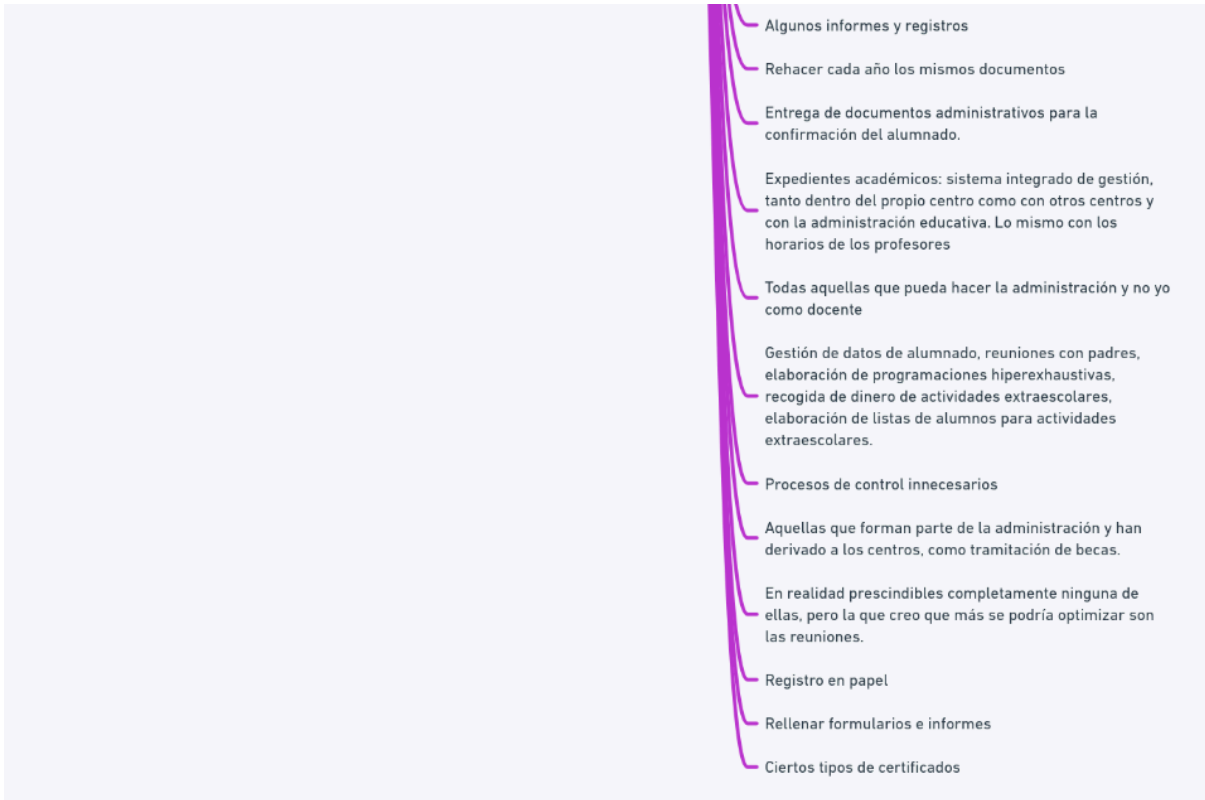 Algunos informes y registros
Rehacer cada año los mismos documentos
Entrega de documentos administrativos para la
confirmación del alumnado.
Expedientes académicos: sistema integrado de gestión,
tanto dentro del propio centro como con otros centros y
con la administración educativa. Lo mismo con los
horarios de los profesores
Todas aquellas que pueda hacer la administración y no yo
como docente
Gestión de datos de alumnado, reuniones con padres,
elaboración de programaciones hiperexhaustivas,
recogida de dinero de actividades extraescolares,
elaboración de listas de alumnos para actividades
extraescolares.
Procesos de control innecesarios
Aquellas que forman parte de la administración y han
derivado a los centros, como tramitación de becas.
En realidad prescindibles completamente ninguna de
ellas, pero la que creo que más se podría optimizar son
las reuniones.
Registro en papel
Rellenar formularios e informes
Ciertos tipos de certificados